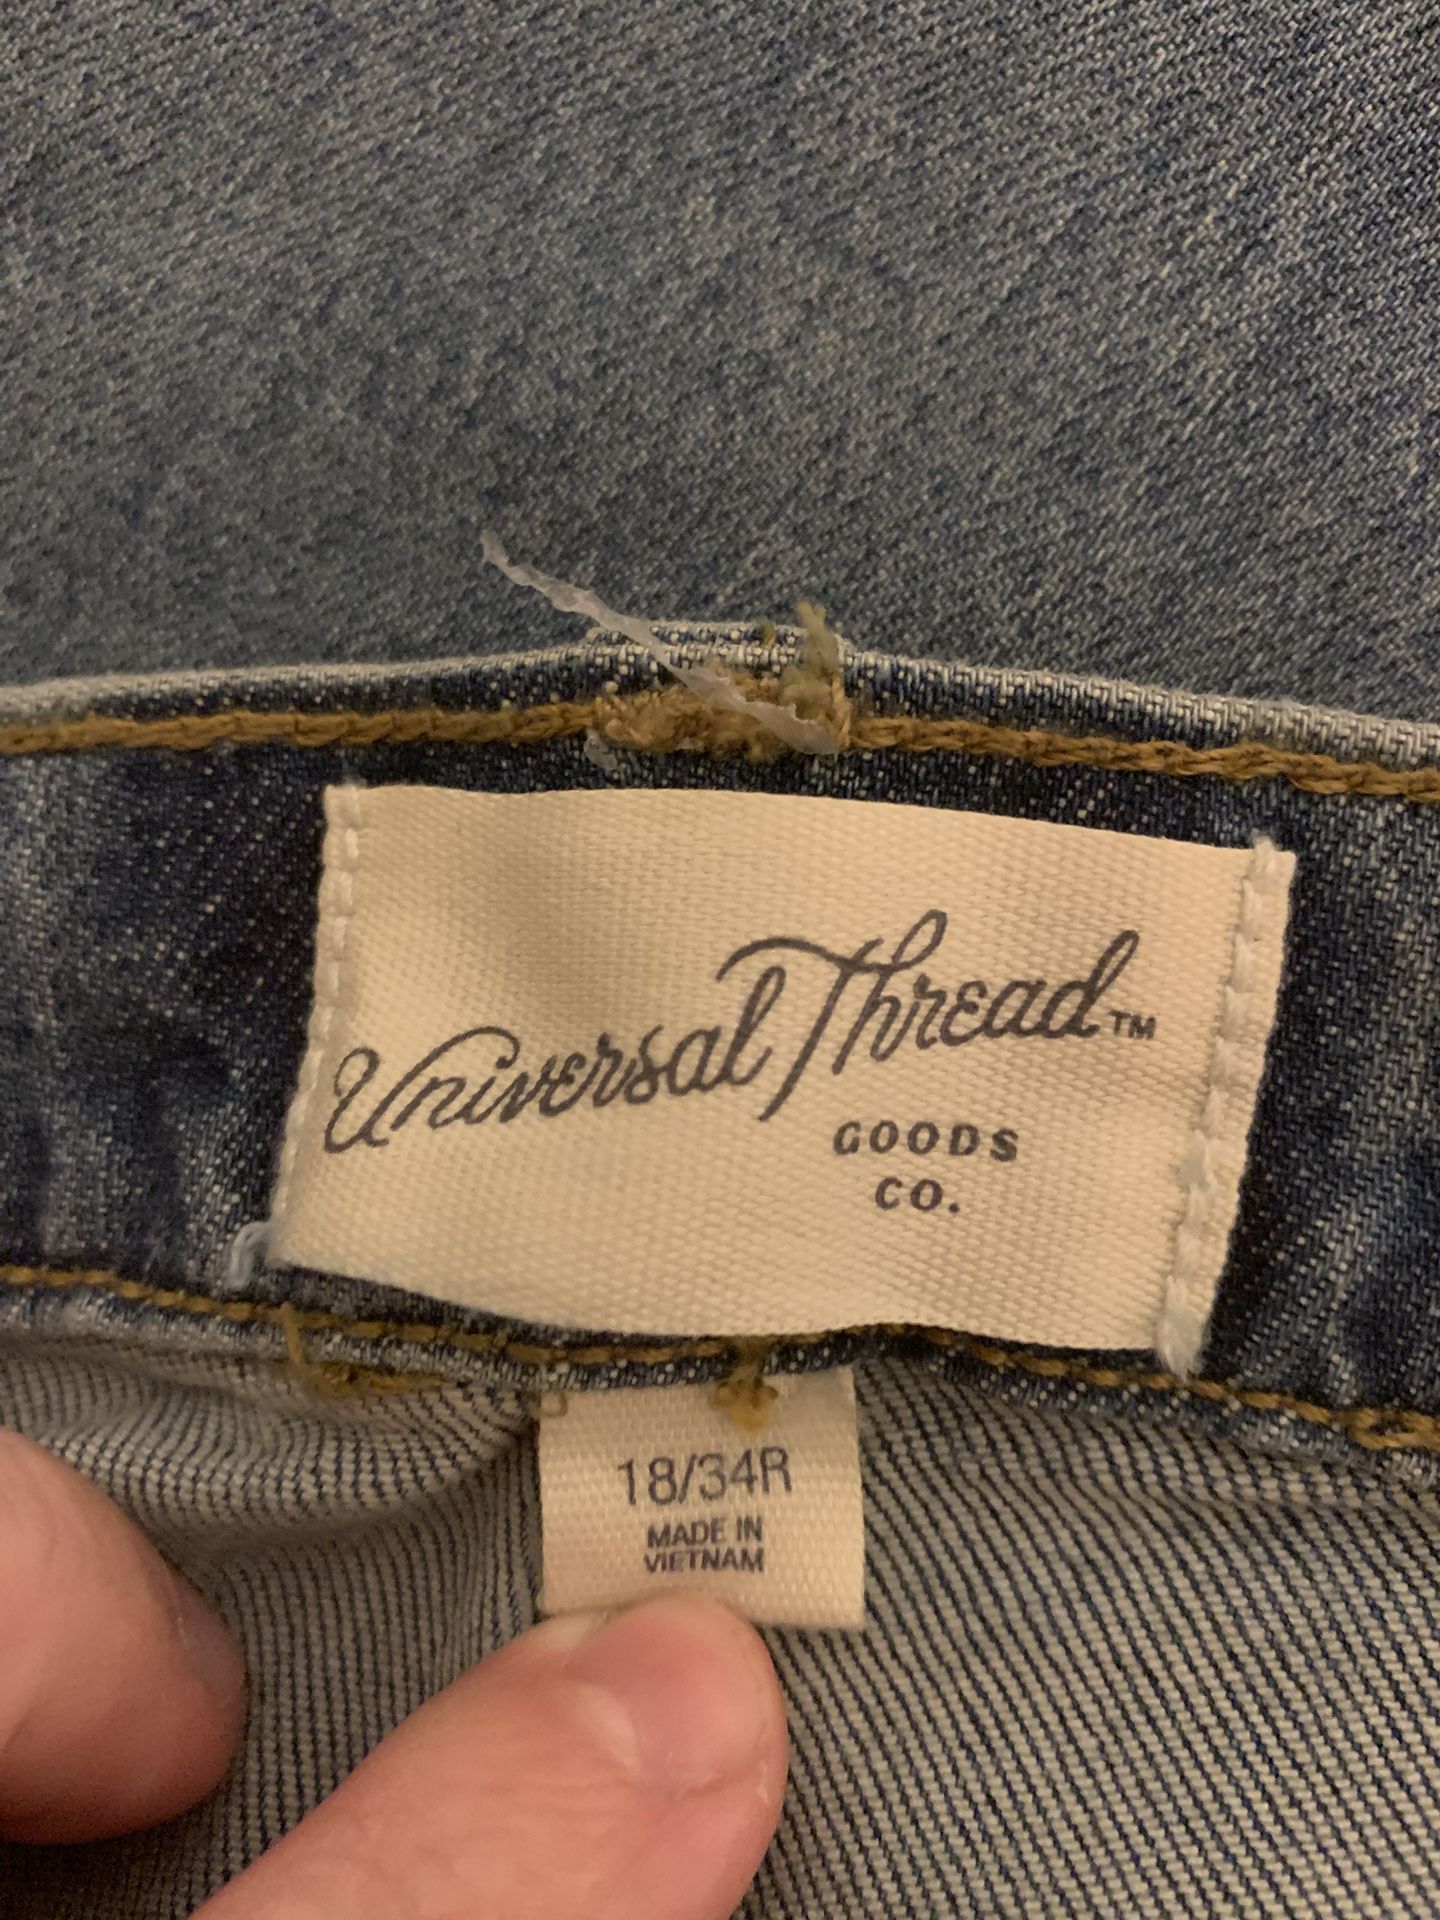 Universal Thread™
GOODS
CO.
18/34R
MADE IN
VIETNAM